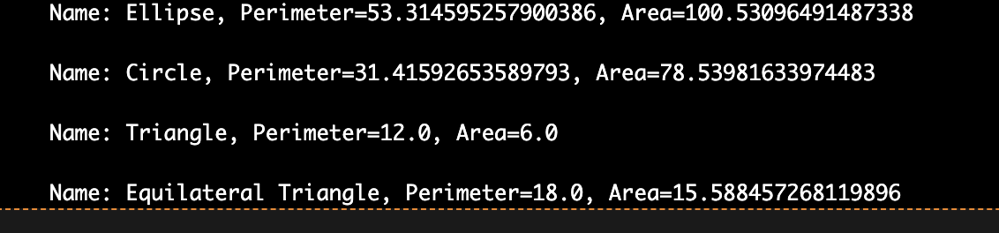 Name: Ellipse, Perimeter=53.314595257900386, Area=100.53096491487338
Name: Circle, Perimeter=31.41592653589793, Area=78.53981633974483
Name: Triangle, Perimeter=12.0, Area=6.0
Name: Equilateral Triangle, Perimeter=18.0, Area=15.588457268119896